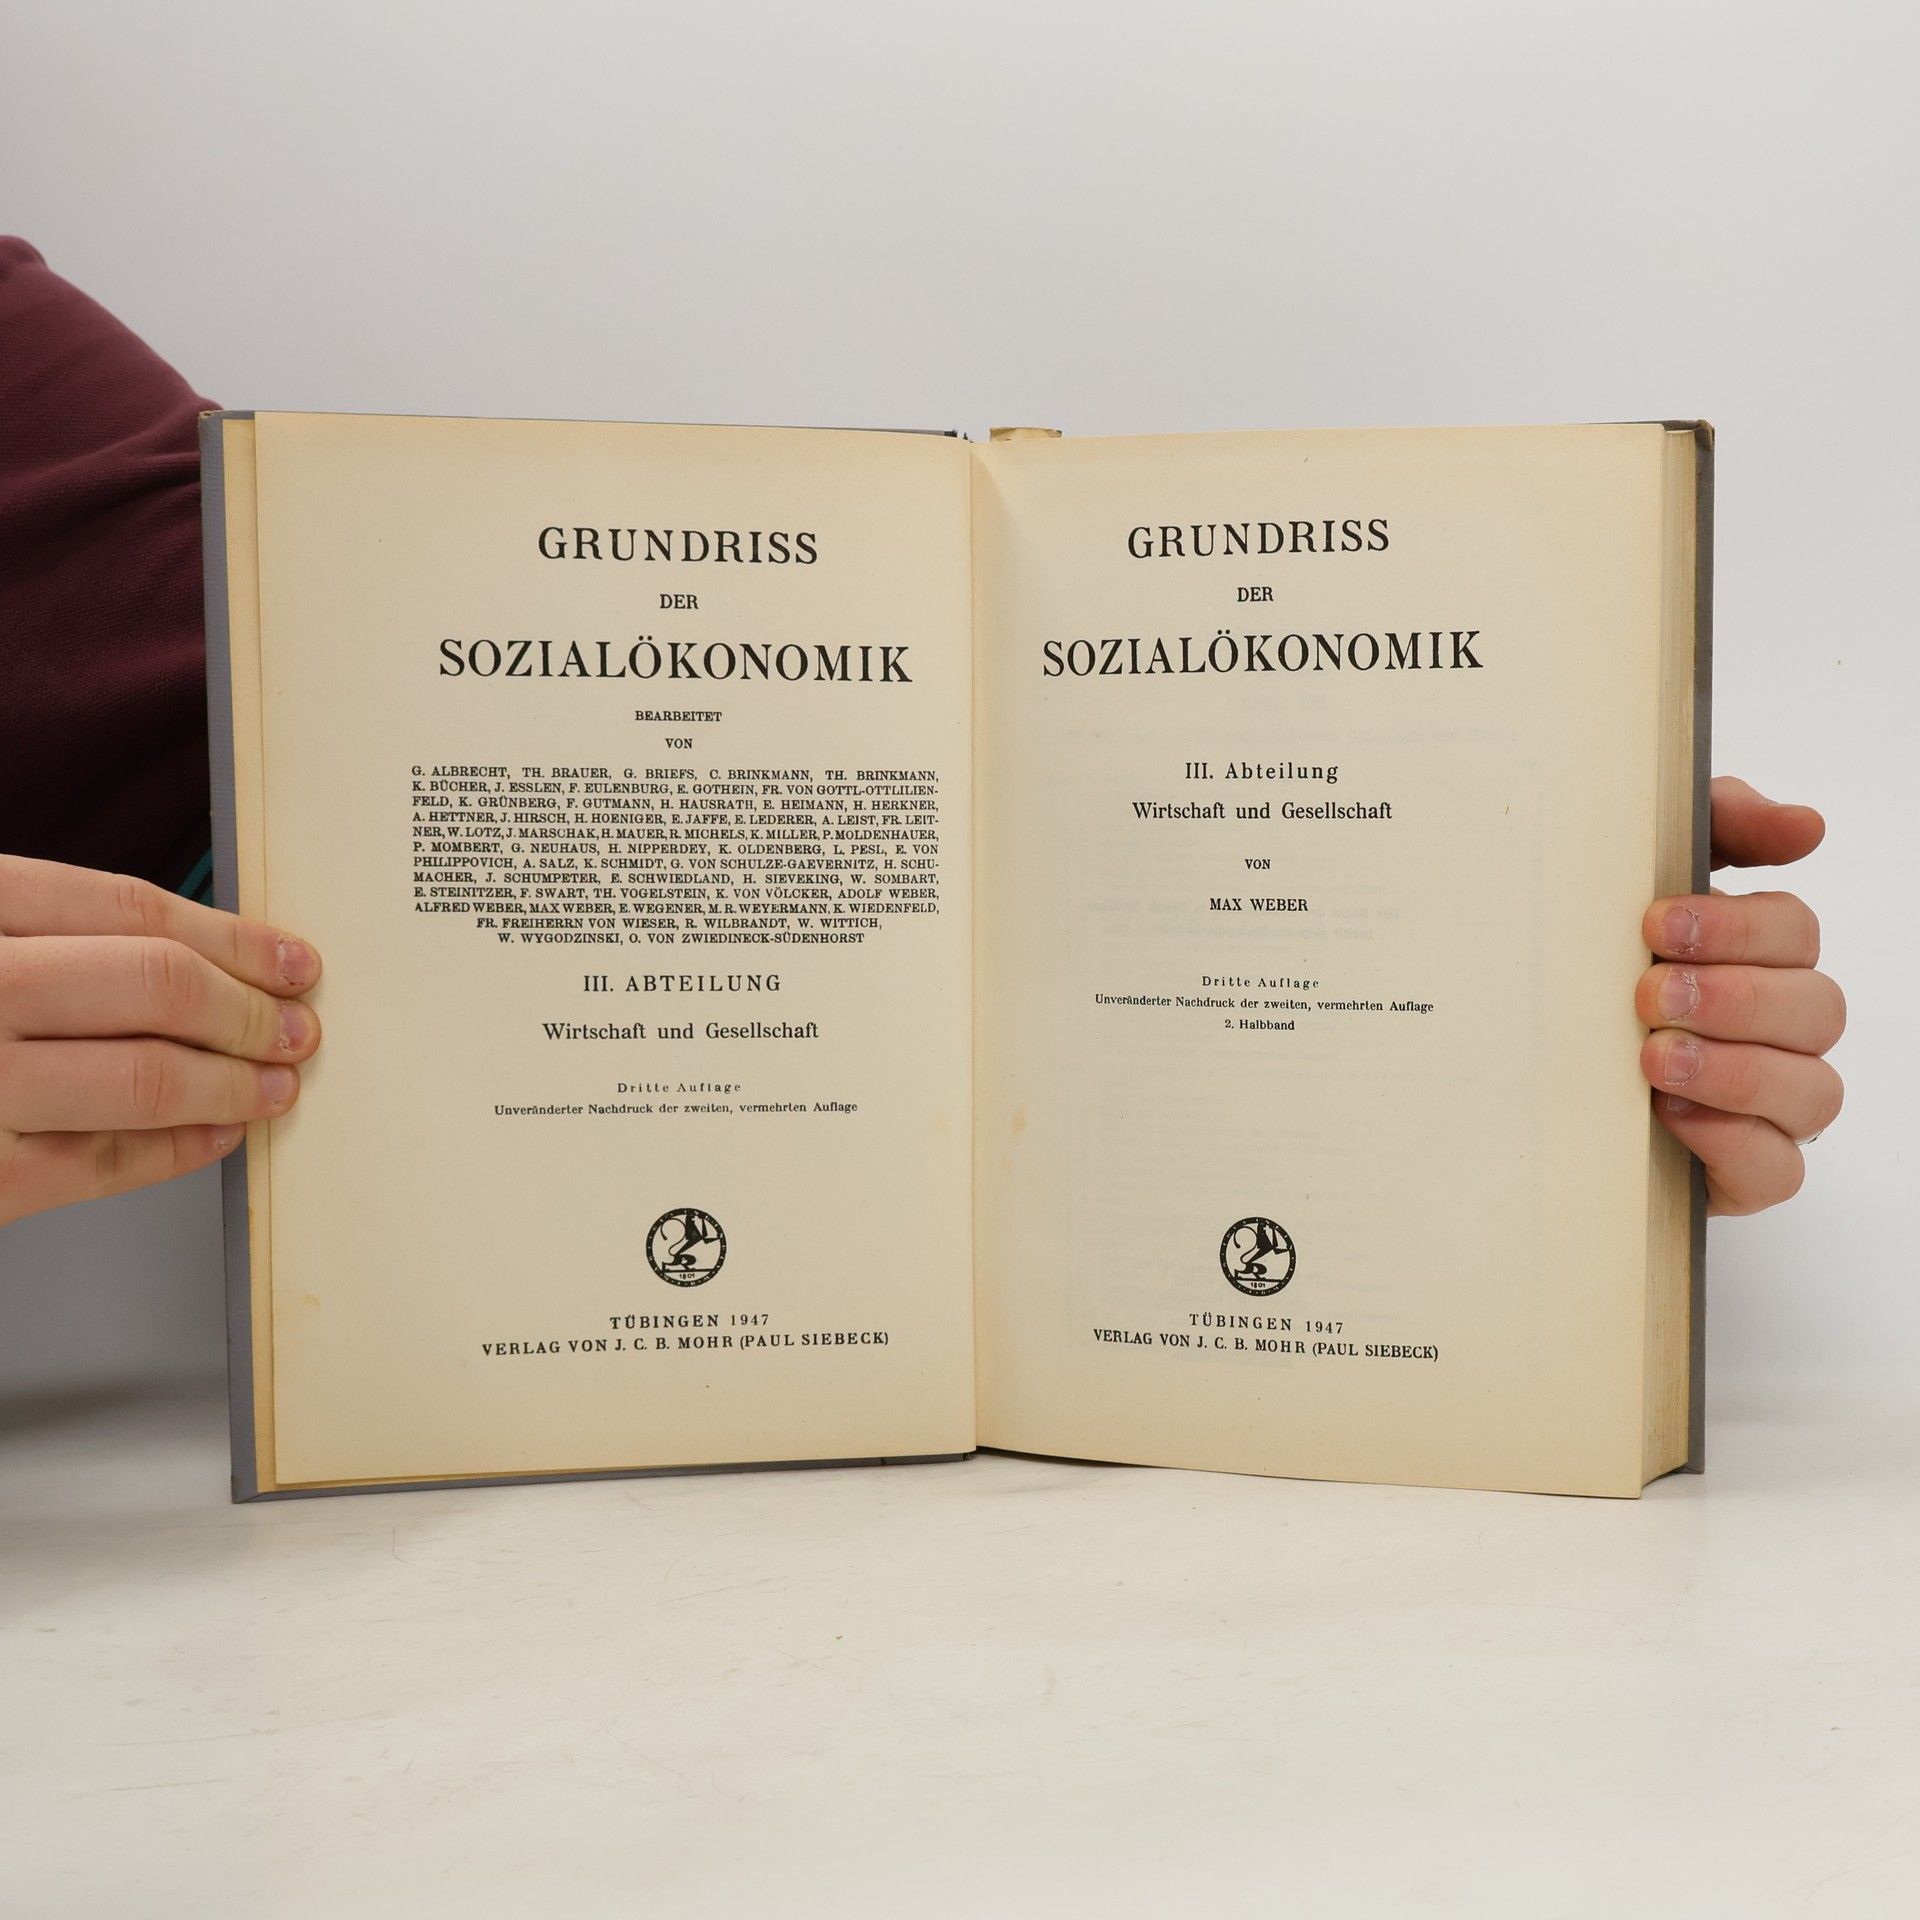 GRUNDRISS
DER
SOZIALÖKONOMIK
BEARBEITET
VON
G. ALBRECHT, TH. BRAUER, G. BRIEFS, C. BRINKMANN, TH. BRINKMANN,
K. BÜCHER, J. ESSLEN, F. EULENBURG, E. GOTHEIN, FR. VON GOTTL-OTTLILIEN-
FELD, K. GRÜNBERG, F. GUTMANN, H. HAUSRATH, E. HEIMANN, H. HERKNER,
A. HETTNER, J. HIRSCH, H. HOENIGER, E. JAFFE, E. LEDERER, A. LEIST, FR. LEIT-
NER, W. LOTZ, J. MARSCHAK, H. MAUER, R. MICHELS, K. MILLER, P. MOLDENHAUER,
P. MOMBERT, G. NEUHAUS, H. NIPPERDEY, K. OLDENBERG, L. PESL, E. VON
PHILIPPOVICH, A. SALZ, K. SCHMIDT, G. VON SCHULZE-GAEVERNITZ, H. SCHU-
MACHER, J. SCHUMPETER, E. SCHWIEDLAND, H. SIEVEKING, W. SOMBART,
E. STEINITZER, F. SWART, TH. VOGELSTEIN, K. VON VÖLCKER, ADOLF WEBER,
ALFRED WEBER, MAX WEBER, E. WEGENER, M. R. WEYERMANN, K. WIEDENFELD,
FR. FREIHERRN VON WIESER, R. WILBRANDT, W. WITTICH,
W. WYGODZINSKI, O. VON ZWIEDINECK-SÜDENHORST
III. ABTEILUNG
Wirtschaft und Gesellschaft
Dritte Auflage
Unveränderter Nachdruck der zweiten, vermehrten Auflage
1801
TÜBINGEN 1947
VERLAG VON J. C. B. MOHR (PAUL SIEBECK)
GRUNDRISS
DER
SOZIALÖKONOMIK
III. Abteilung
Wirtschaft und Gesellschaft
VON
MAX WEBER
Dritte Auflage
Unveränderter Nachdruck der zweiten, vermehrten Auflage
2. Halbband
1801
TÜBINGEN 1947
VERLAG VON J. C. B. MOHR (PAUL SIEBECK)